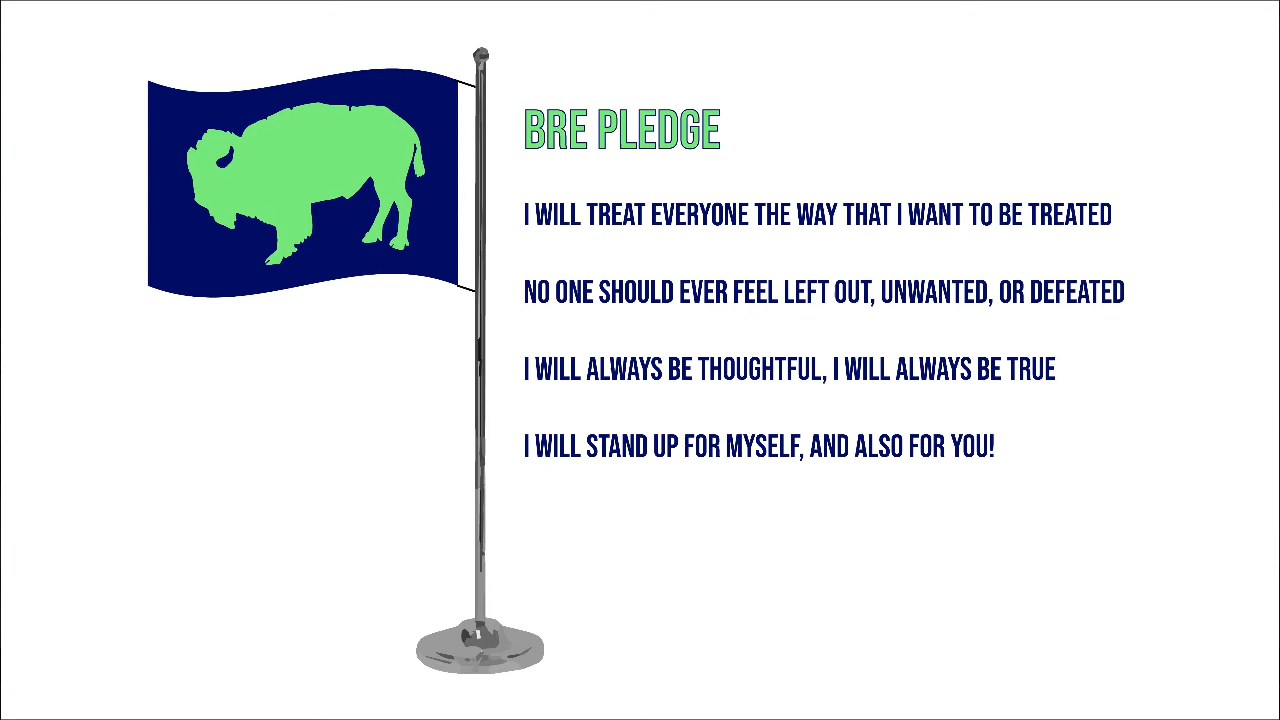 BRE PLEDGE
I WILL TREAT EVERYONE THE WAY THAT I WANT TO BE TREATED
NO ONE SHOULD EVER FEEL LEFT OUT, UNWANTED, OR DEFEATED
I WILL ALWAYS BE THOUGHTFUL, I WILL ALWAYS BE TRUE
I WILL STAND UP FOR MYSELF, AND ALSO FOR YOU!